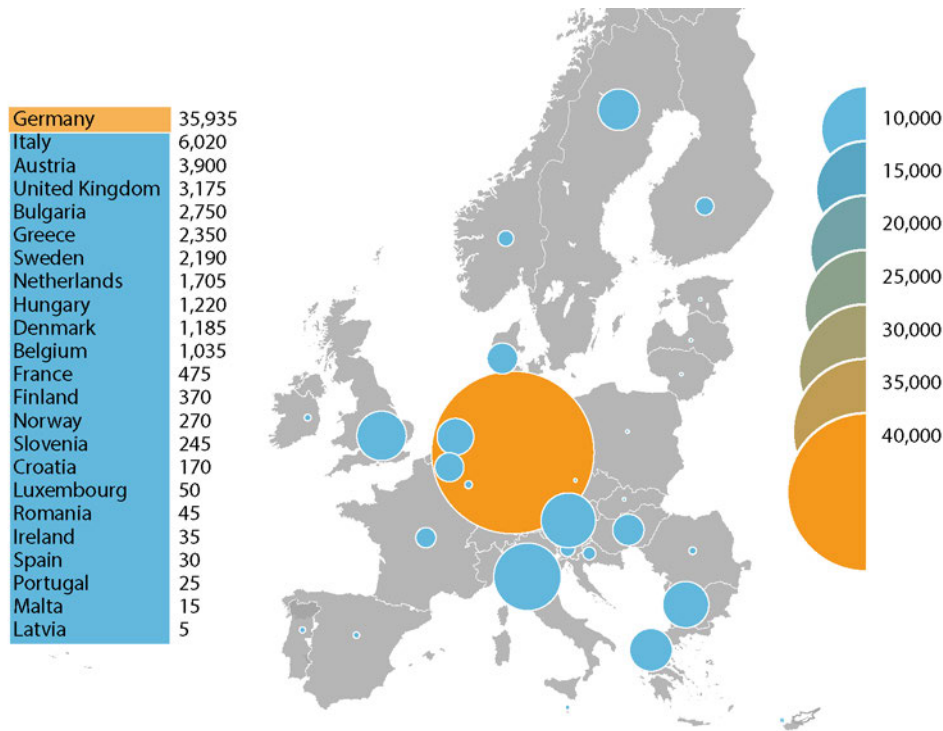 Germany 35,935
Italy 6,020
Austria 3,900
United Kingdom 3,175
Bulgaria 2,750
Greece 2,350
Sweden 2,190
Netherlands 1,705
Hungary 1,220
Denmark 1,185
Belgium 1,035
France 475
Finland 370
Norway 270
Slovenia 245
Croatia 170
Luxembourg 50
Romania 45
Ireland 35
Spain 30
Portugal 25
Malta 15
Latvia 5
10,000
15,000
20,000
25,000
30,000
35,000
40,000